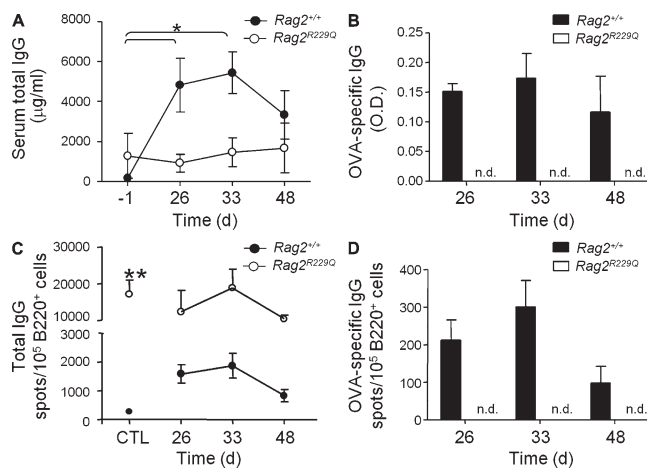 A
Rag2+/+
Rag2R229Q
*
Serum total IgG
(µg/ml)
8000
6000
4000
2000
0
-1 26 33 48
Time (d)
B
Rag2+/+
Rag2R229Q
OVA-specific IgG
(O.D.)
0.25
0.20
0.15
0.10
0.05
0.00
n.d. n.d. n.d.
26 33 48
Time (d)
C
Rag2+/+
Rag2R229Q
**
Total IgG
spots/105 B220+ cells
30000
20000
10000
3000
2000
1000
0
CTL 26 33 48
Time (d)
D
Rag2+/+
Rag2R229Q
OVA-specific IgG
spots/105 B220+ cells
400
300
200
100
0
n.d. n.d. n.d.
26 33 48
Time (d)